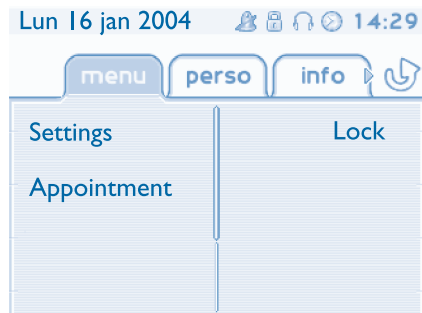 Lun 16 jan 2004 14:29
menu perso info
Settings Lock
Appointment